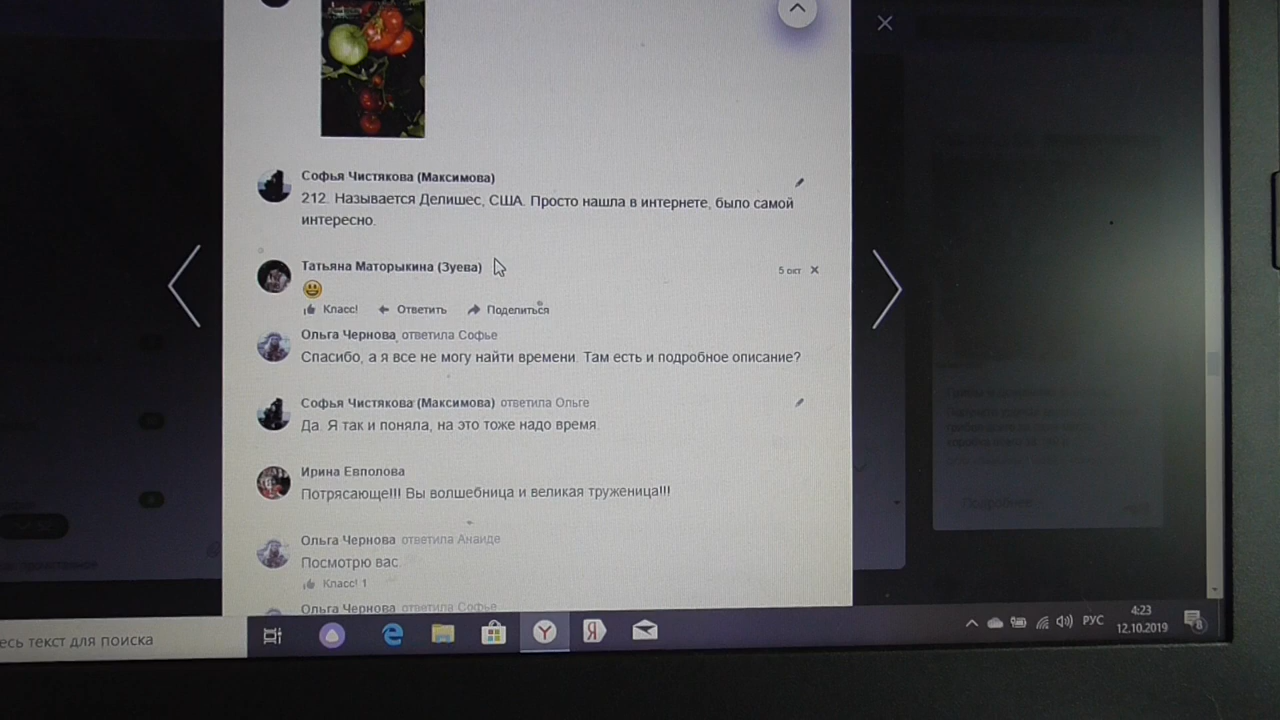 Софья Чистякова (Максимова)
212. Называется Делишес, США. Просто нашла в интернете, было самой
интересно.
Татьяна Маторыкина (Зуева)
5 окт
Класс! Ответить Поделиться
Ольга Чернова ответила Софье
Спасибо, а я все не могу найти времени. Там есть и подробное описание?
Софья Чистякова (Максимова) ответила Ольге
Да. Я так и поняла, на это тоже надо время.
Ирина Евполова
Потрясающе!!! Вы волшебница и великая труженица!!!
Ольга Чернова ответила Анаиде
Посмотрю вас.
Класс! 1
Ольга Чернова ответила Софье
Подробнее
есь текст для поиска
РУС
4:23
12.10.2019
8